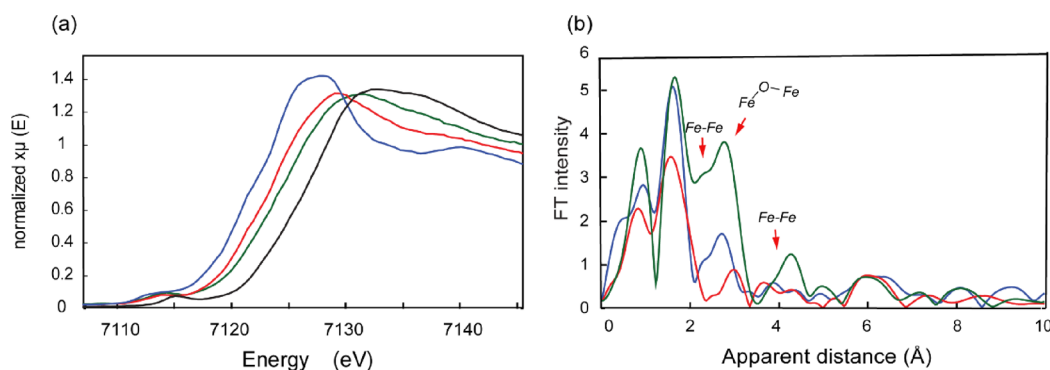 (a)
normalized xμ (E)
1.4
1.2
1
0.8
0.6
0.4
0.2
0
7110
7120
7130
7140
Energy (eV)
(b)
FT intensity
6
5
4
3
2
1
0
Fe-Fe
Fe O Fe
Fe-Fe
0
2
4
6
8
10
Apparent distance (Å)